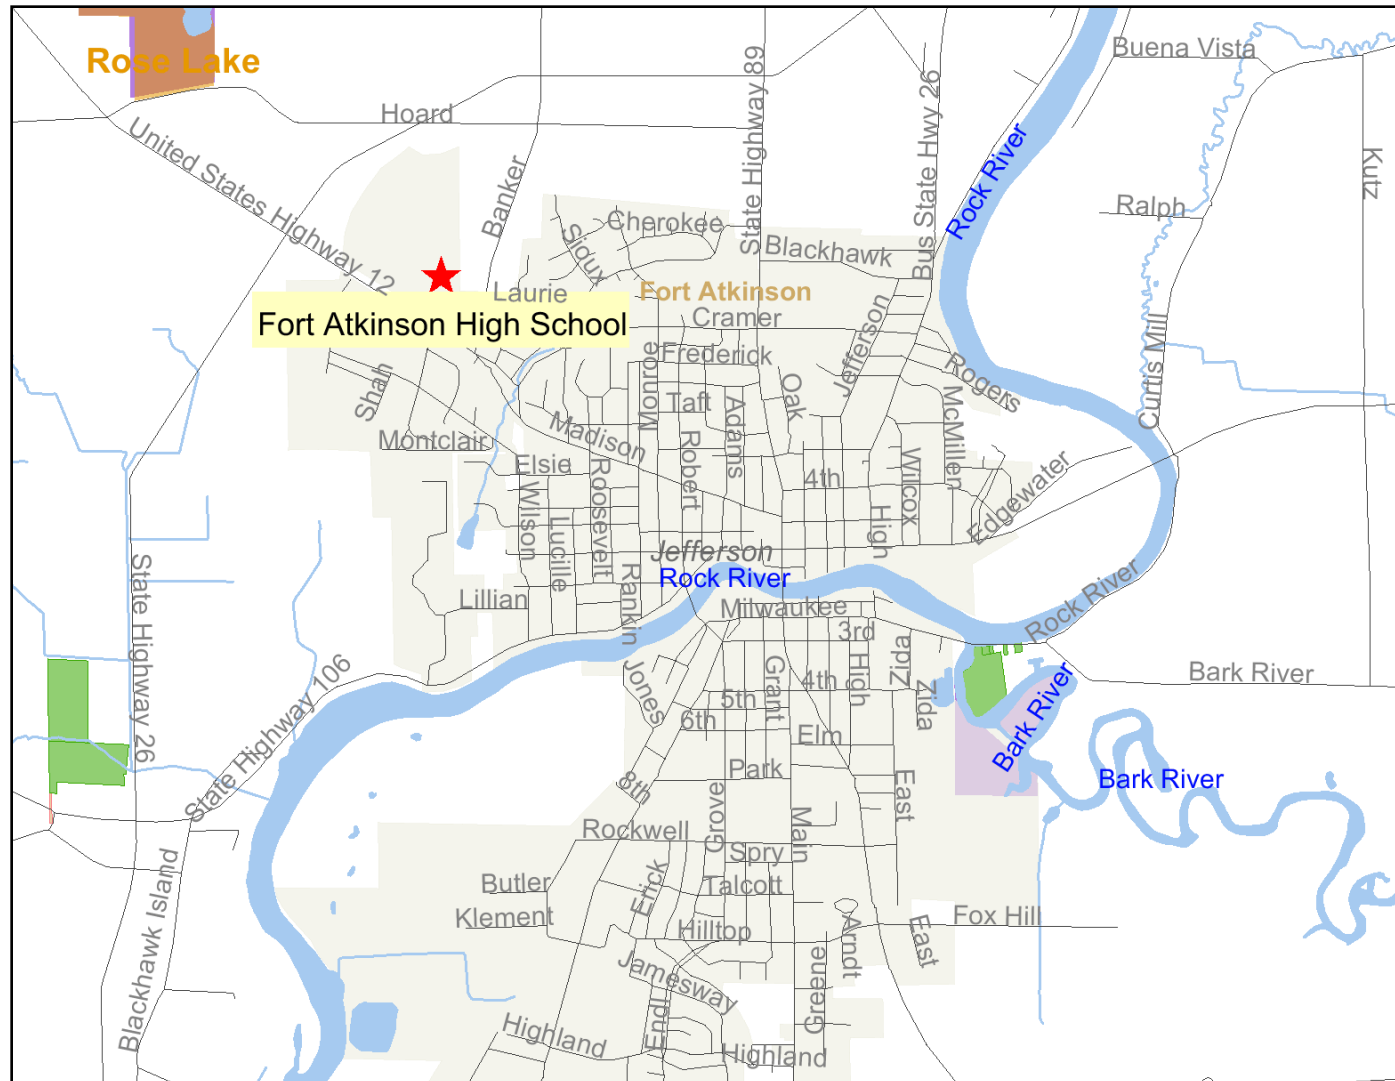 Buena Vista
Rose Lake
State Highway 89
Hoard
Bus State Hwy 26
United States Highway 12
Rock River
Kutz
Banker
Ralph
Cherokee
Sioux
Blackhawk
Laurie
Fort Atkinson
Fort Atkinson High School
Cramer
Jefferson
Curtis Mill
Frederick
Monroe
Rogers
Shah
Oak
Taft
Adams
McMillen
Madison
Montclair
Robert
Elsie
Roosevelt
4th
Wilcox
Wilson
Edgewater
Lucille
High
Jefferson
Rock River
State Highway 26
Rankin
Lillian
Milwaukee
Rock River
3rd
Zida
State Highway 106
Jones
Grant
4th
High
Bark River
5th
Zida
6th
Bark River
Elm
Park
Bark River
8th
East
Grove
Main
Rockwell
Spry
Blackhawk Island
Butler
Erick
Talcott
Klement
Hilltop
Fox Hill
Arndt
East
Jamesway
Greene
Endl
Highland
Highland